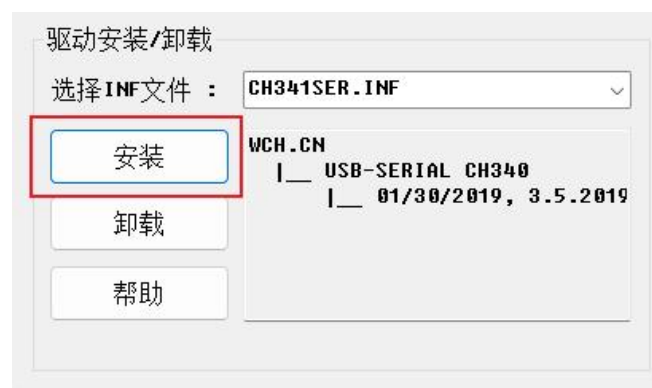 驱动安装/卸载
选择INF文件 : CH341SER.INF
安装
WCH.CN
|__ USB-SERIAL CH340
|__ 01/30/2019, 3.5.2019
卸载
帮助